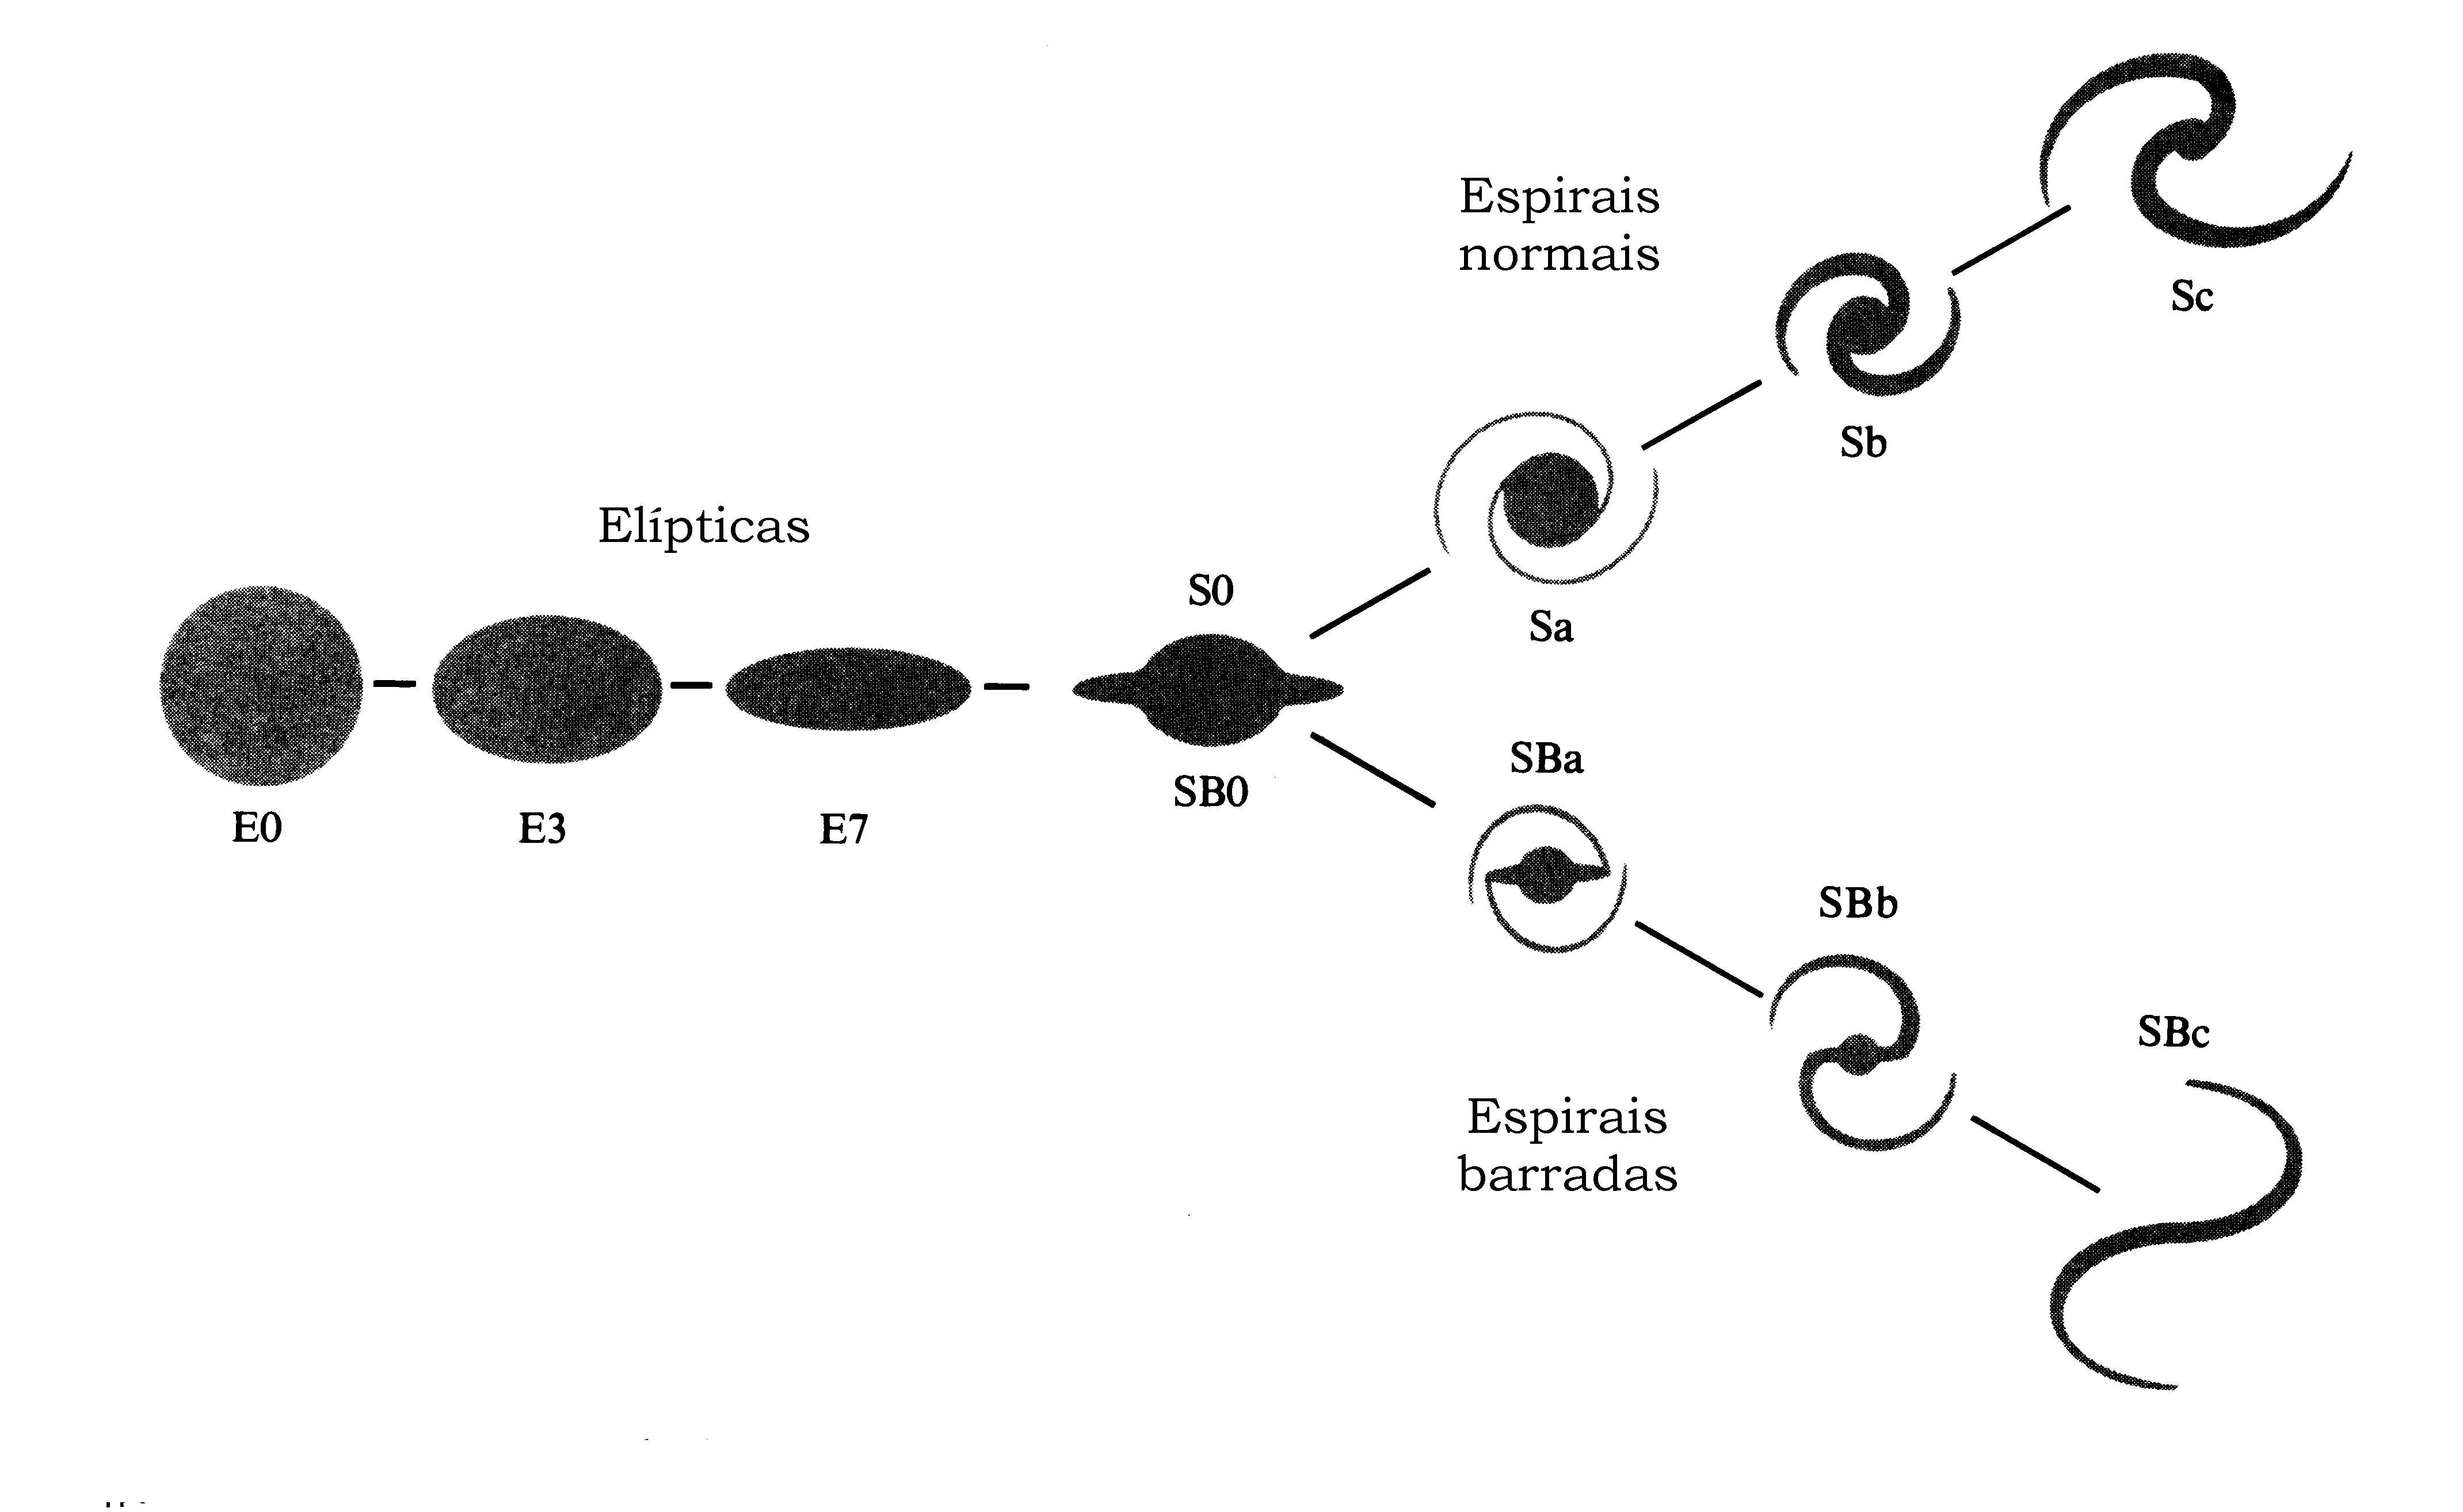 Espirais
normais
Sc
Sb
Elípticas
S0
Sa
SBa
SB0
E0
E3
E7
SBb
SBc
Espirais
barradas